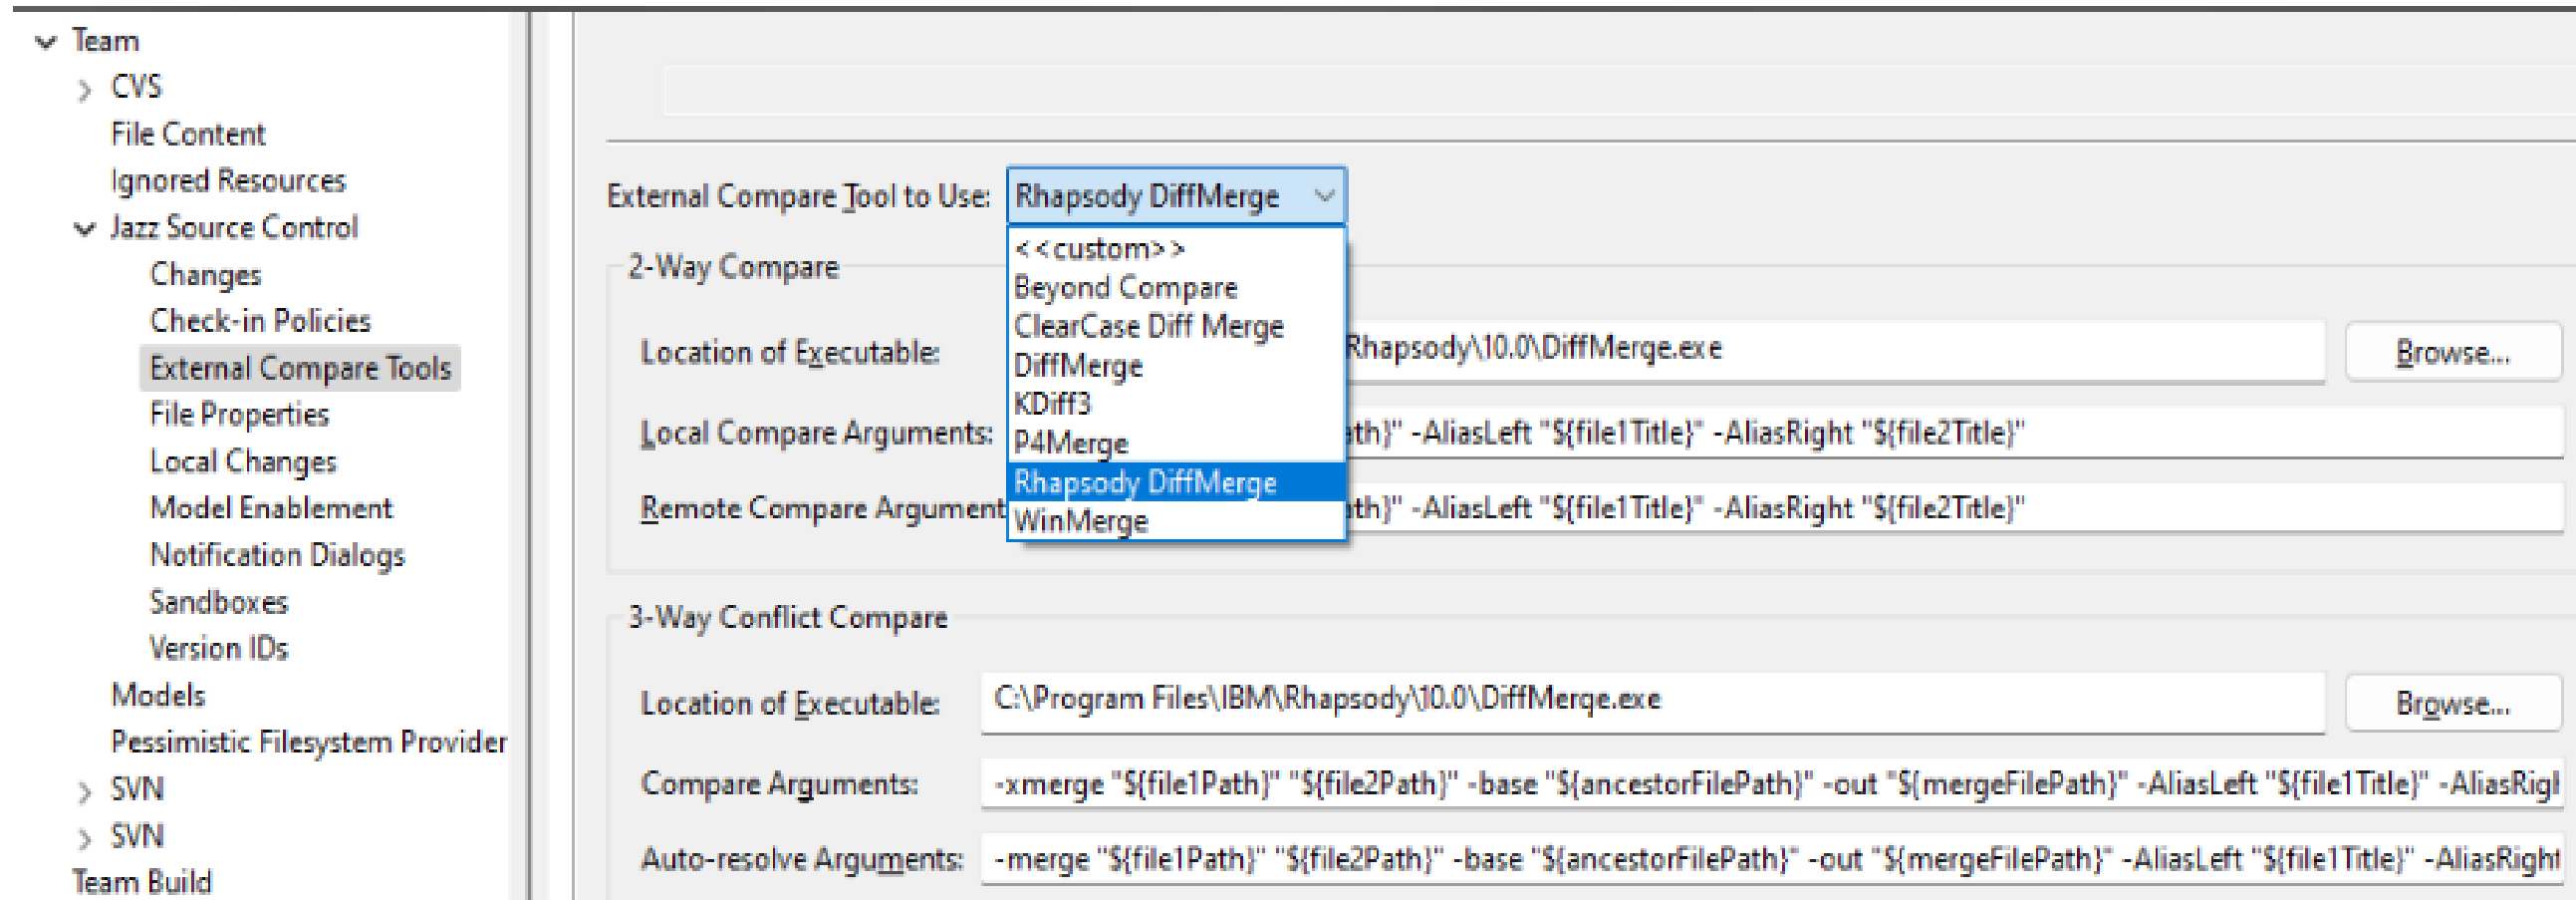 Team
CVS
File Content
Ignored Resources
Jazz Source Control
Changes
Check-in Policies
External Compare Tools
File Properties
Local Changes
Model Enablement
Notification Dialogs
Sandboxes
Version IDs
Models
Pessimistic Filesystem Provider
SVN
SVN
Team Build
External Compare Tool to Use: Rhapsody DiffMerge
<<custom>>
Beyond Compare
ClearCase Diff Merge
DiffMerge
KDiff3
P4Merge
Rhapsody DiffMerge
WinMerge
2-Way Compare
Location of Executable: Rhapsody\10.0\DiffMerge.exe Browse...
Local Compare Arguments: ath}" -AliasLeft "${file1Title}" -AliasRight "${file2Title}"
Remote Compare Argument ath}" -AliasLeft "${file1Title}" -AliasRight "${file2Title}"
3-Way Conflict Compare
Location of Executable: C:\Program Files\IBM\Rhapsody\10.0\DiffMerge.exe Browse...
Compare Arguments: -xmerge "${file1Path}" "${file2Path}" -base "${ancestorFilePath}" -out "${mergeFilePath}" -AliasLeft "${file1Title}" -AliasRigh
Auto-resolve Arguments: -merge "${file1Path}" "${file2Path}" -base "${ancestorFilePath}" -out "${mergeFilePath}" -AliasLeft "${file1Title}" -AliasRight